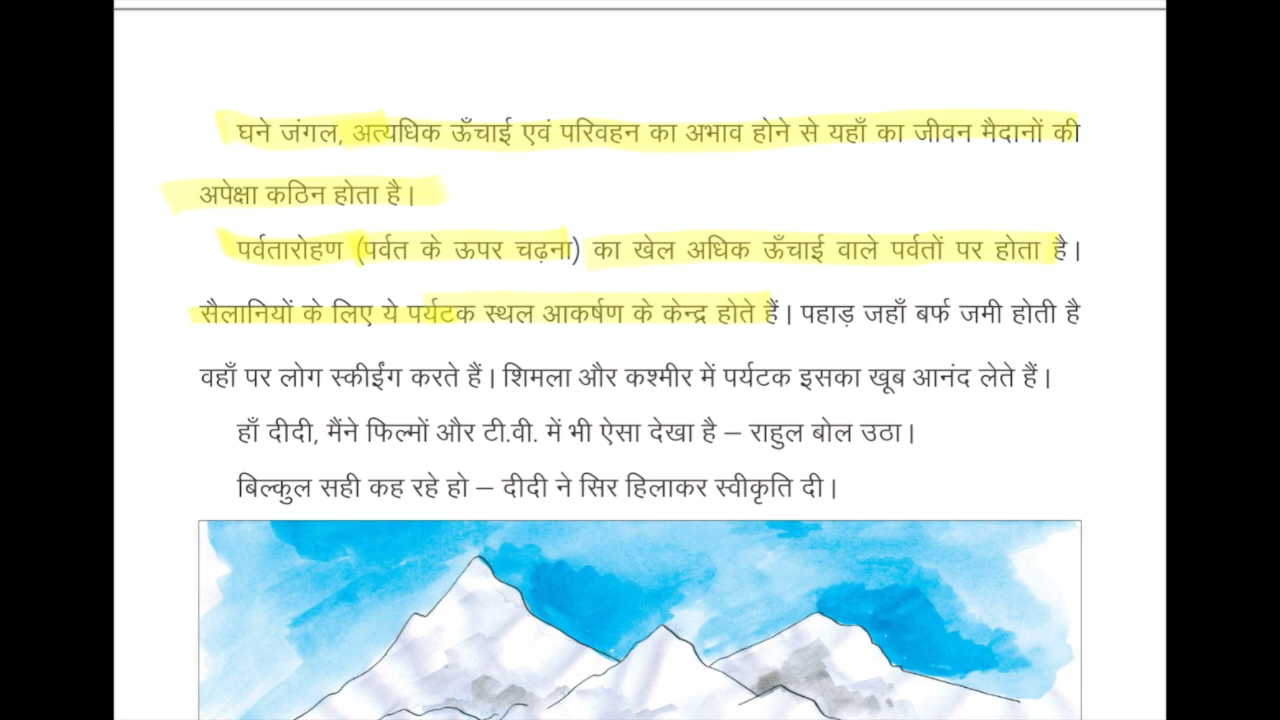 घने जंगल, अत्यधिक ऊँचाई एवं परिवहन का अभाव होने से यहाँ का जीवन मैदानों की
अपेक्षा कठिन होता है।
पर्वतारोहण (पर्वत के ऊपर चढ़ना) का खेल अधिक ऊँचाई वाले पर्वतों पर होता है।
सैलानियों के लिए ये पर्यटक स्थल आकर्षण के केन्द्र होते हैं। पहाड़ जहाँ बर्फ जमी होती है
वहाँ पर लोग स्कीईंग करते हैं। शिमला और कश्मीर में पर्यटक इसका खूब आनंद लेते हैं।
हाँ दीदी, मैंने फिल्मों और टी.वी. में भी ऐसा देखा है – राहुल बोल उठा।
बिल्कुल सही कह रहे हो – दीदी ने सिर हिलाकर स्वीकृति दी।